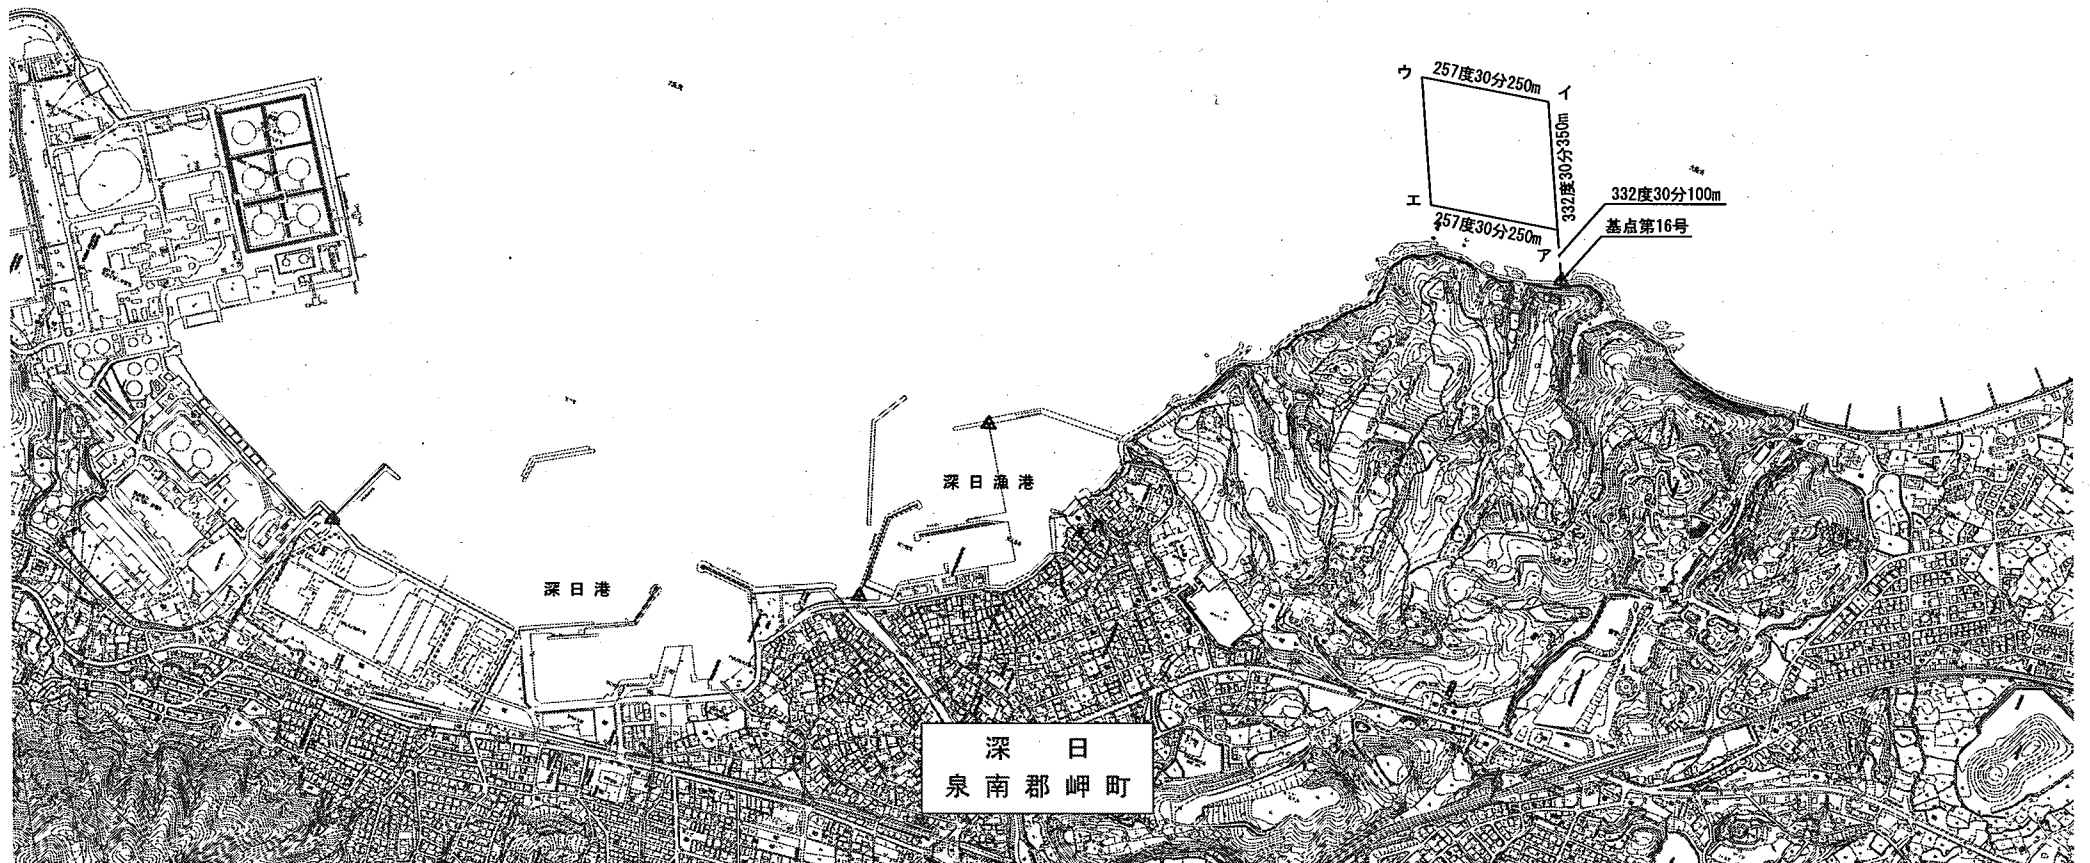 ウ
257度30分250m
イ
332度30分350m
332度30分100m
エ
257度30分250m
基点第16号
ア
深日漁港
深日港
深 日
泉南郡岬町